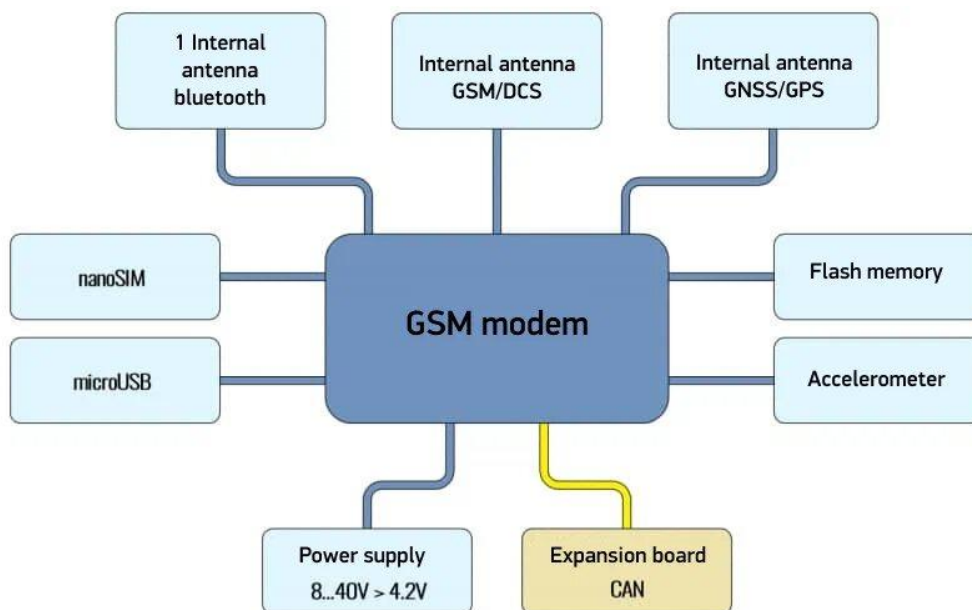 1 Internal
antenna
bluetooth
Internal antenna
GSM/DCS
Internal antenna
GNSS/GPS
nanoSIM
GSM modem
Flash memory
microUSB
Accelerometer
Power supply
8...40V > 4.2V
Expansion board
CAN